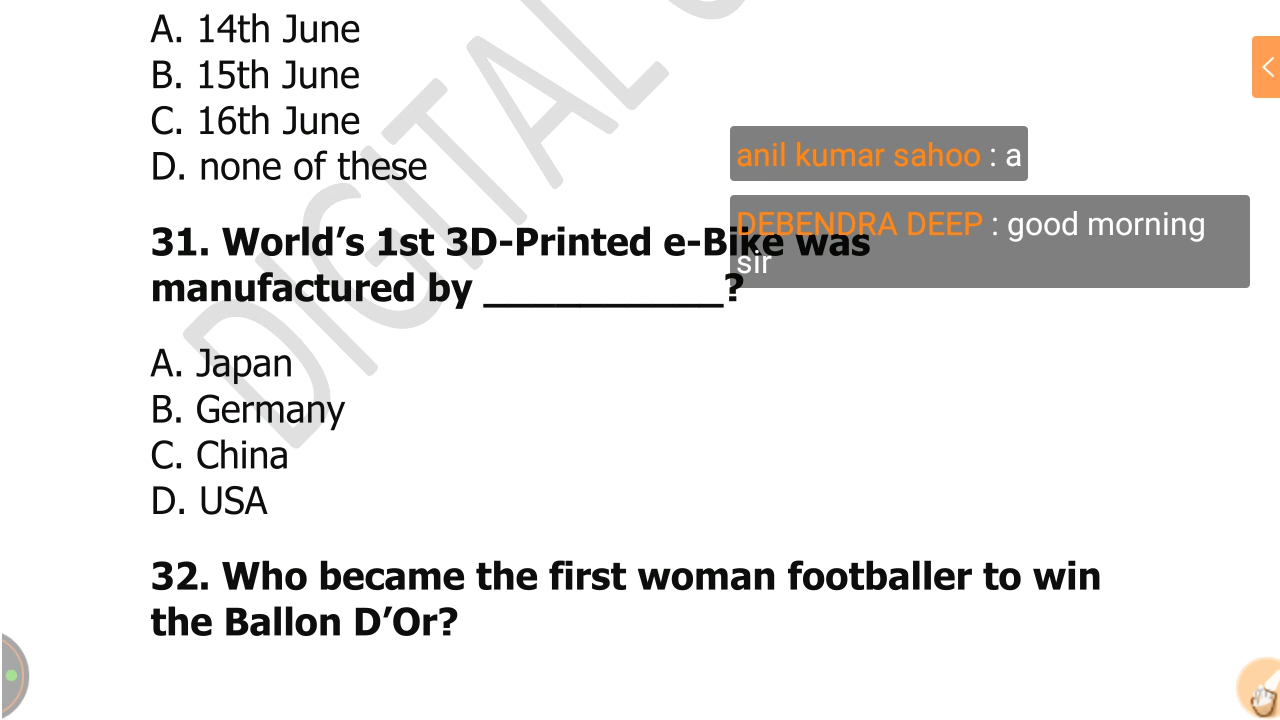 A. 14th June
B. 15th June
C. 16th June
D. none of these
anil kumar sahoo : a
DEBENDRA DEEP : good morning
sir
31. World’s 1st 3D-Printed e-Bike was
manufactured by ____________?
A. Japan
B. Germany
C. China
D. USA
32. Who became the first woman footballer to win
the Ballon D’Or?
DIGITAL